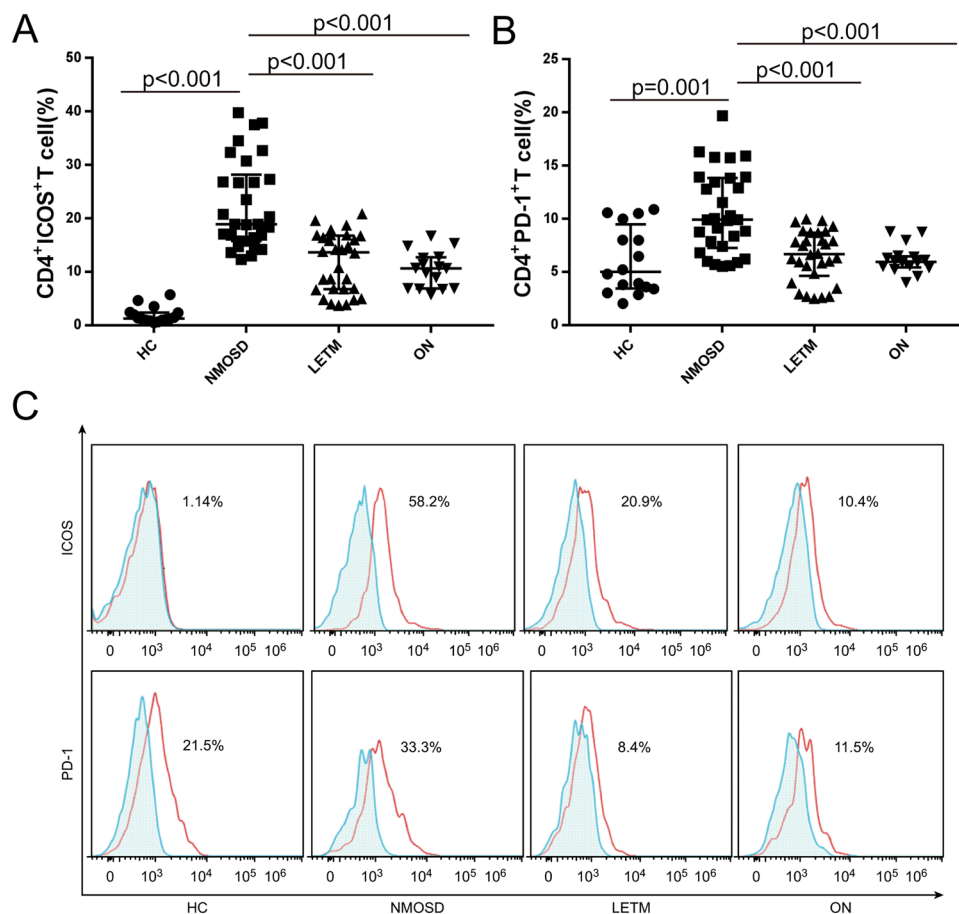 A
p<0.001
p<0.001
p<0.001
CD4⁺ICOS⁺T cell(%)
50
40
30
20
10
0
HC
NMOSD
LETM
ON
B
p<0.001
p<0.001
p=0.001
CD4⁺PD-1⁺T cell(%)
25
20
15
10
5
0
HC
NMOSD
LETM
ON
C
ICOS
1.14%
58.2%
20.9%
10.4%
0 10³ 10⁴ 10⁵ 10⁶
0 10³ 10⁴ 10⁵ 10⁶
0 10³ 10⁴ 10⁵ 10⁶
0 10³ 10⁴ 10⁵ 10⁶
PD-1
21.5%
33.3%
8.4%
11.5%
0 10³ 10⁴ 10⁵ 10⁶
0 10³ 10⁴ 10⁵ 10⁶
0 10³ 10⁴ 10⁵ 10⁶
0 10³ 10⁴ 10⁵ 10⁶
HC
NMOSD
LETM
ON